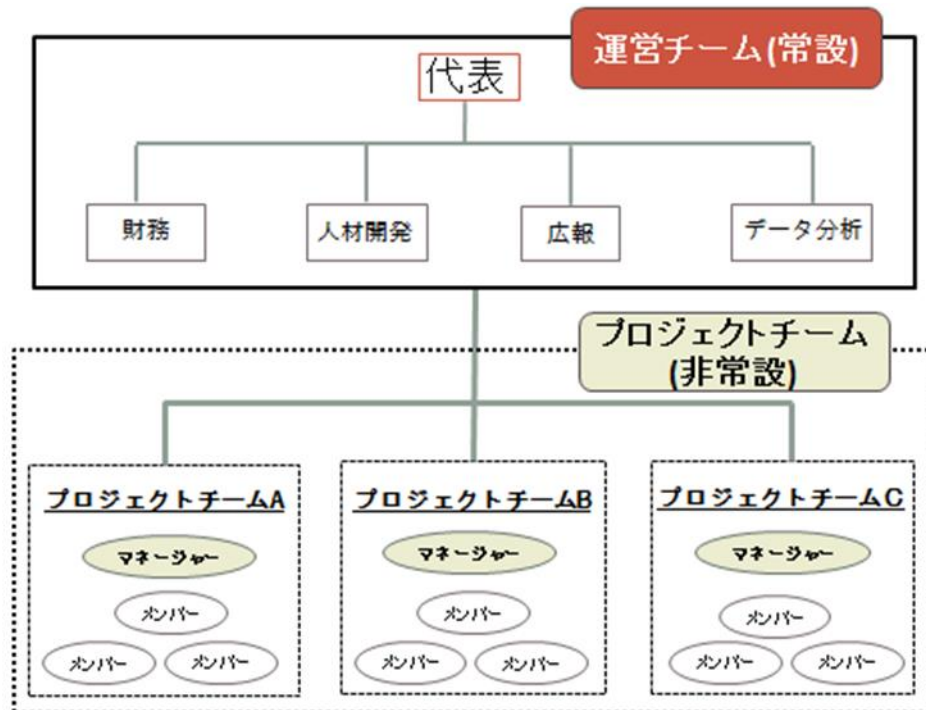 運営チーム(常設)
代表
財務
人材開発
広報
データ分析
プロジェクトチーム
(非常設)
プロジェクトチームA
マネージャー
メンバー
メンバー
メンバー
プロジェクトチームB
マネージャー
メンバー
メンバー
メンバー
プロジェクトチームC
マネージャー
メンバー
メンバー
メンバー